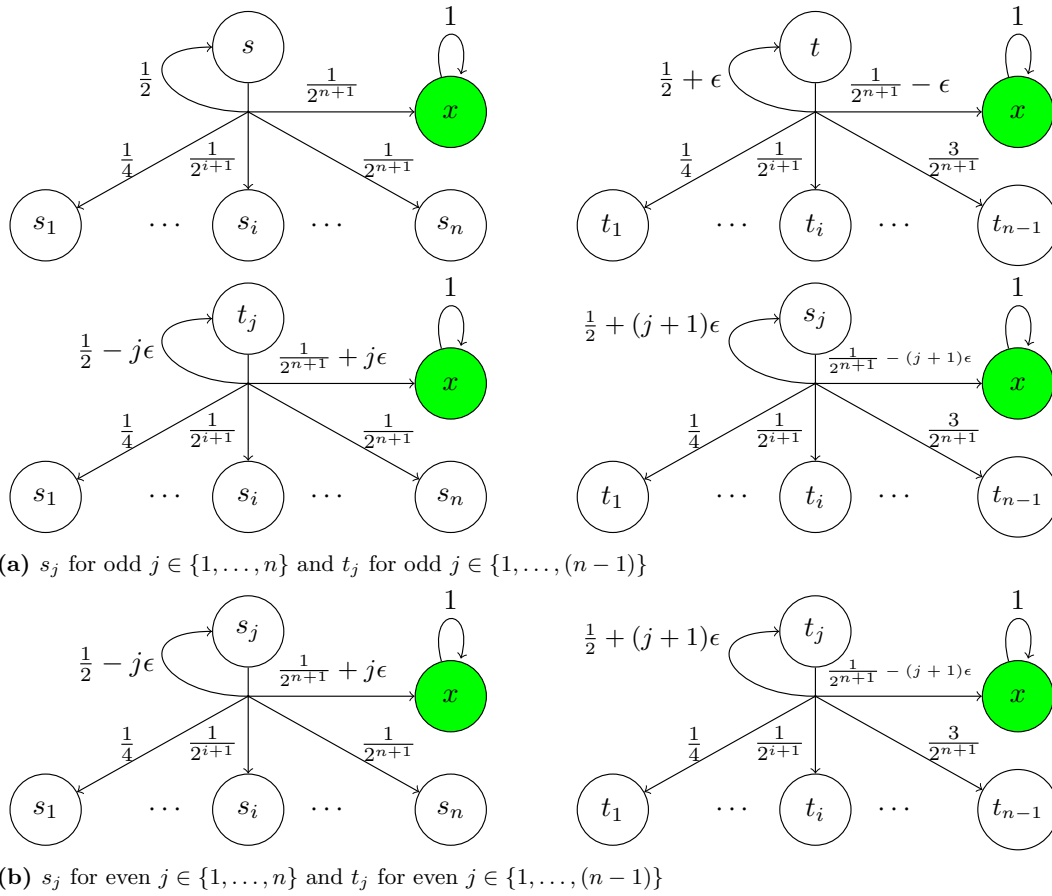 s 1 t 1
1/2 1/2^{n+1} x 1/2 + ϵ 1/2^{n+1} − ϵ x
1/4 1/2^{i+1} 1/2^{n+1} 1/4 1/2^{i+1} 3/2^{n+1}
s_1 ⋯ s_i ⋯ s_n t_1 ⋯ t_i ⋯ t_{n−1}
t_j 1 s_j 1
1/2 − jϵ 1/2^{n+1} + jϵ x 1/2 + (j + 1)ϵ 1/2^{n+1} − (j + 1)ϵ x
1/4 1/2^{i+1} 1/2^{n+1} 1/4 1/2^{i+1} 3/2^{n+1}
s_1 ⋯ s_i ⋯ s_n t_1 ⋯ t_i ⋯ t_{n−1}
(a) s_j for odd j ∈ {1, . . . , n} and t_j for odd j ∈ {1, . . . , (n − 1)}
s_j 1 t_j 1
1/2 − jϵ 1/2^{n+1} + jϵ x 1/2 + (j + 1)ϵ 1/2^{n+1} − (j + 1)ϵ x
1/4 1/2^{i+1} 1/2^{n+1} 1/4 1/2^{i+1} 3/2^{n+1}
s_1 ⋯ s_i ⋯ s_n t_1 ⋯ t_i ⋯ t_{n−1}
(b) s_j for even j ∈ {1, . . . , n} and t_j for even j ∈ {1, . . . , (n − 1)}